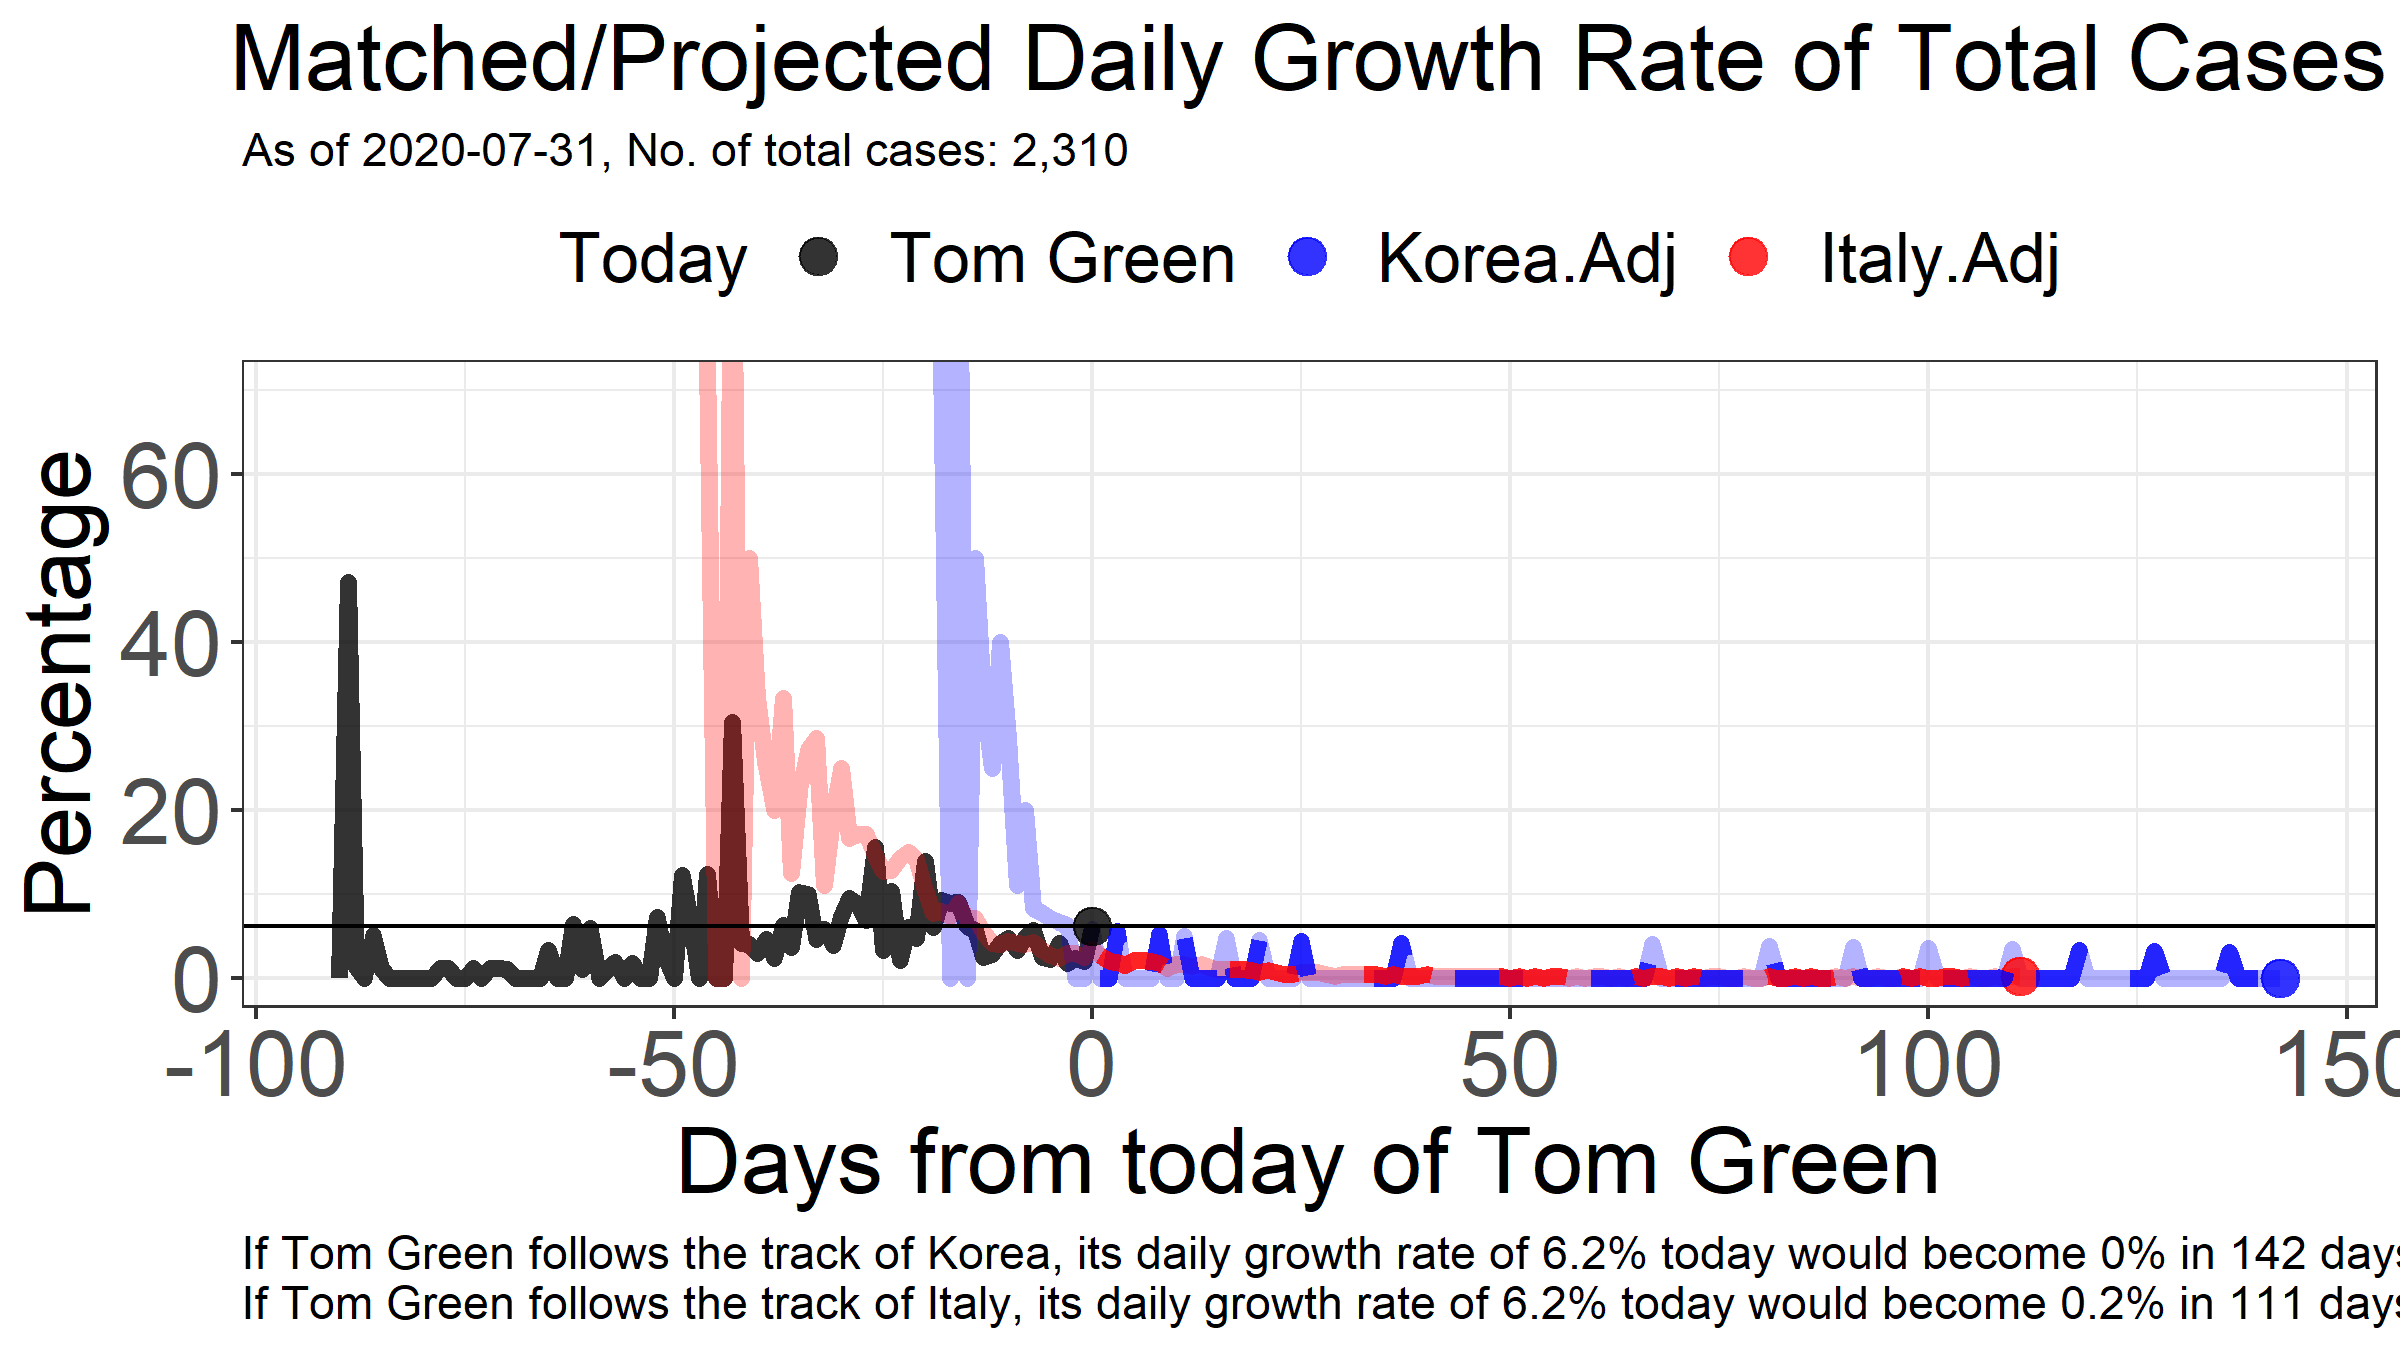 Matched/Projected Daily Growth Rate of Total Cases
As of 2020-07-31, No. of total cases: 2,310
Today Tom Green Korea.Adj Italy.Adj
Percentage
60
40
20
0
-100 -50 0 50 100 150
Days from today of Tom Green
If Tom Green follows the track of Korea, its daily growth rate of 6.2% today would become 0% in 142 days
If Tom Green follows the track of Italy, its daily growth rate of 6.2% today would become 0.2% in 111 days